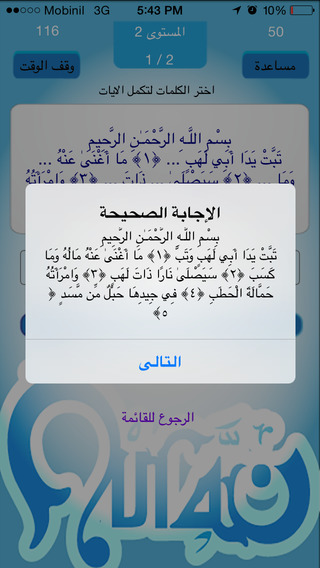 Mobinil 3G 5:43 PM 10%
116 المستوى 2 50
وقف الوقت 1 / 2 مساعدة
اختر الكلمات لتكمل الايات
بِسْمِ اللَّهِ الرَّحْمَٰنِ الرَّحِيمِ
تَبَّتْ يَدَا أَبِي لَهَبٍ ... ﴿١﴾ مَا أَغْنَىٰ عَنْهُ ...
وَمَا ... ﴿٢﴾ سَيَصْلَىٰ ... ذَاتَ ... ﴿٣﴾ وَامْرَأَتُهُ
الإجابة الصحيحة
بِسْمِ اللَّهِ الرَّحْمَٰنِ الرَّحِيمِ
تَبَّتْ يَدَا أَبِي لَهَبٍ وَتَبَّ ﴿١﴾ مَا أَغْنَىٰ عَنْهُ مَالُهُ وَمَا
كَسَبَ ﴿٢﴾ سَيَصْلَىٰ نَارًا ذَاتَ لَهَبٍ ﴿٣﴾ وَامْرَأَتُهُ
حَمَّالَةَ الْحَطَبِ ﴿٤﴾ فِي جِيدِهَا حَبْلٌ مِّن مَّسَدٍ ﴿
٥﴾
التالى
الرجوع للقائمة